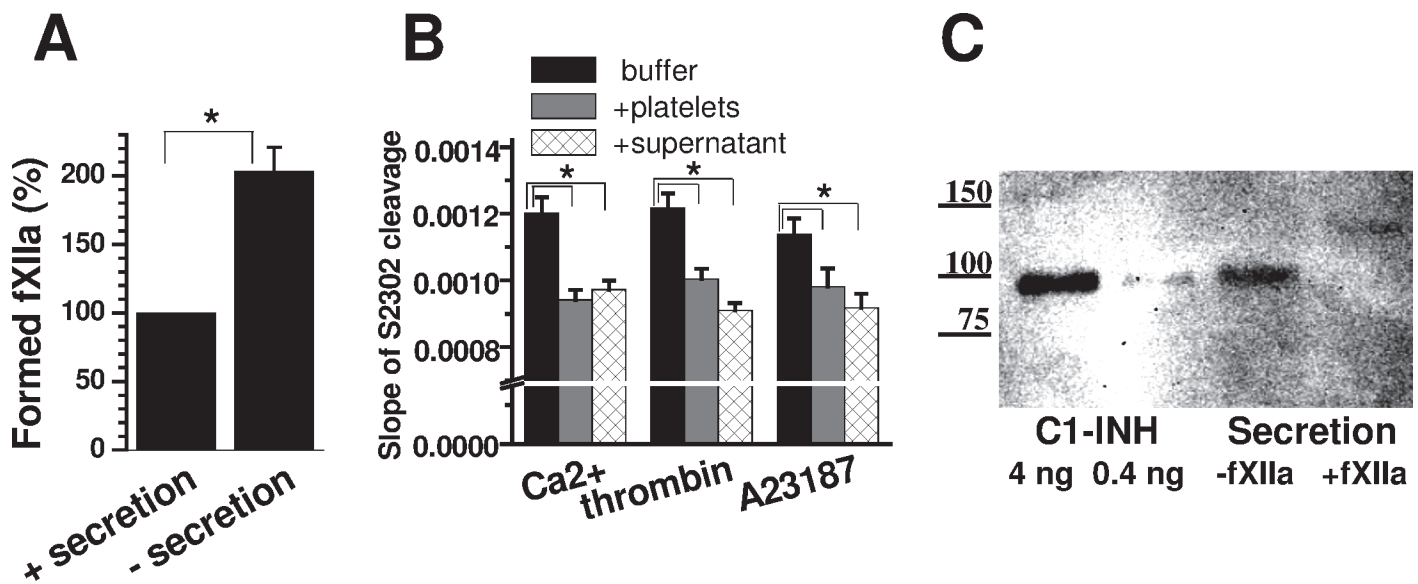 A
*
Formed fXIIa (%)
200
150
100
50
0
+ secretion
- secretion
B
buffer
+platelets
+supernatant
Slope of S2302 cleavage
0.0014
0.0012
0.0010
0.0008
0.0000
*
*
*
Ca2+
thrombin
A23187
C
150
100
75
C1-INH
Secretion
4 ng 0.4 ng -fXIIa +fXIIa